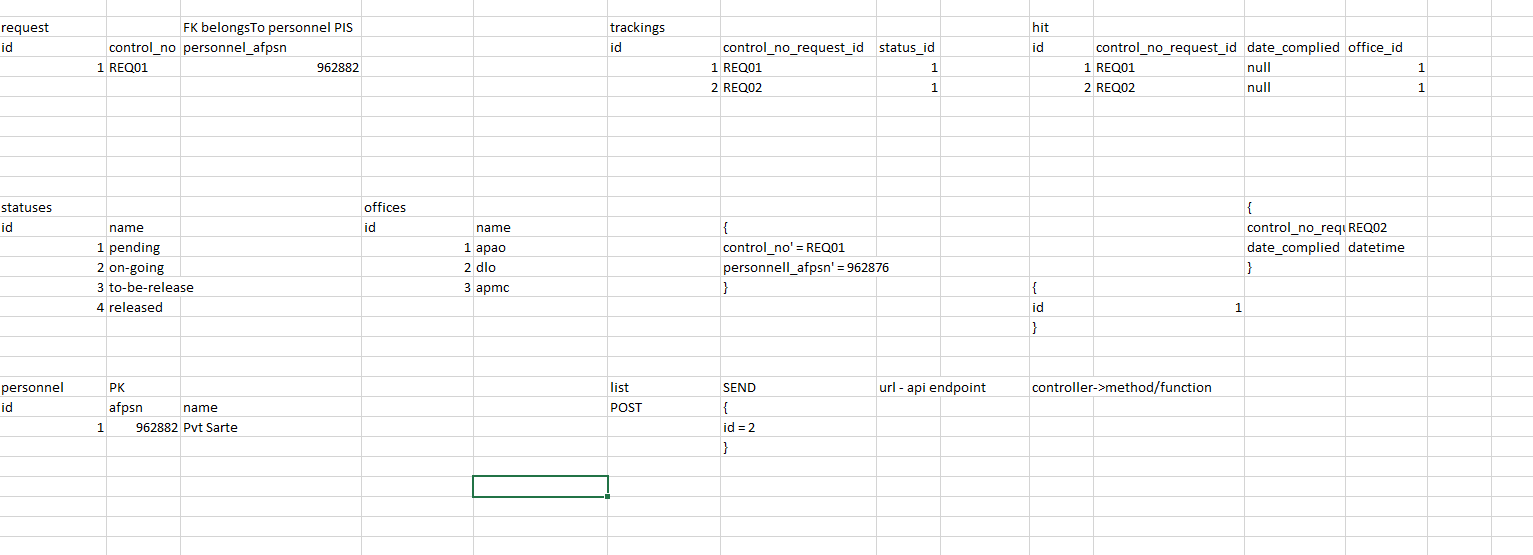 request FK belongsTo personnel PIS trackings hit
id control_no personnel_afpsn id control_no_request_id status_id id control_no_request_id date_complied office_id
1 REQ01 962882 1 REQ01 1 1 REQ01 null 1
2 REQ02 1 2 REQ02 null 1
statuses offices {
id name id name { control_no_requ REQ02
1 pending 1 apao control_no' = REQ01 date_complied datetime
2 on-going 2 dlo personnell_afpsn' = 962876 }
3 to-be-release 3 apmc } {
4 released id 1
}
personnel PK list SEND url - api endpoint controller->method/function
id afpsn name POST {
1 962882 Pvt Sarte id = 2
}